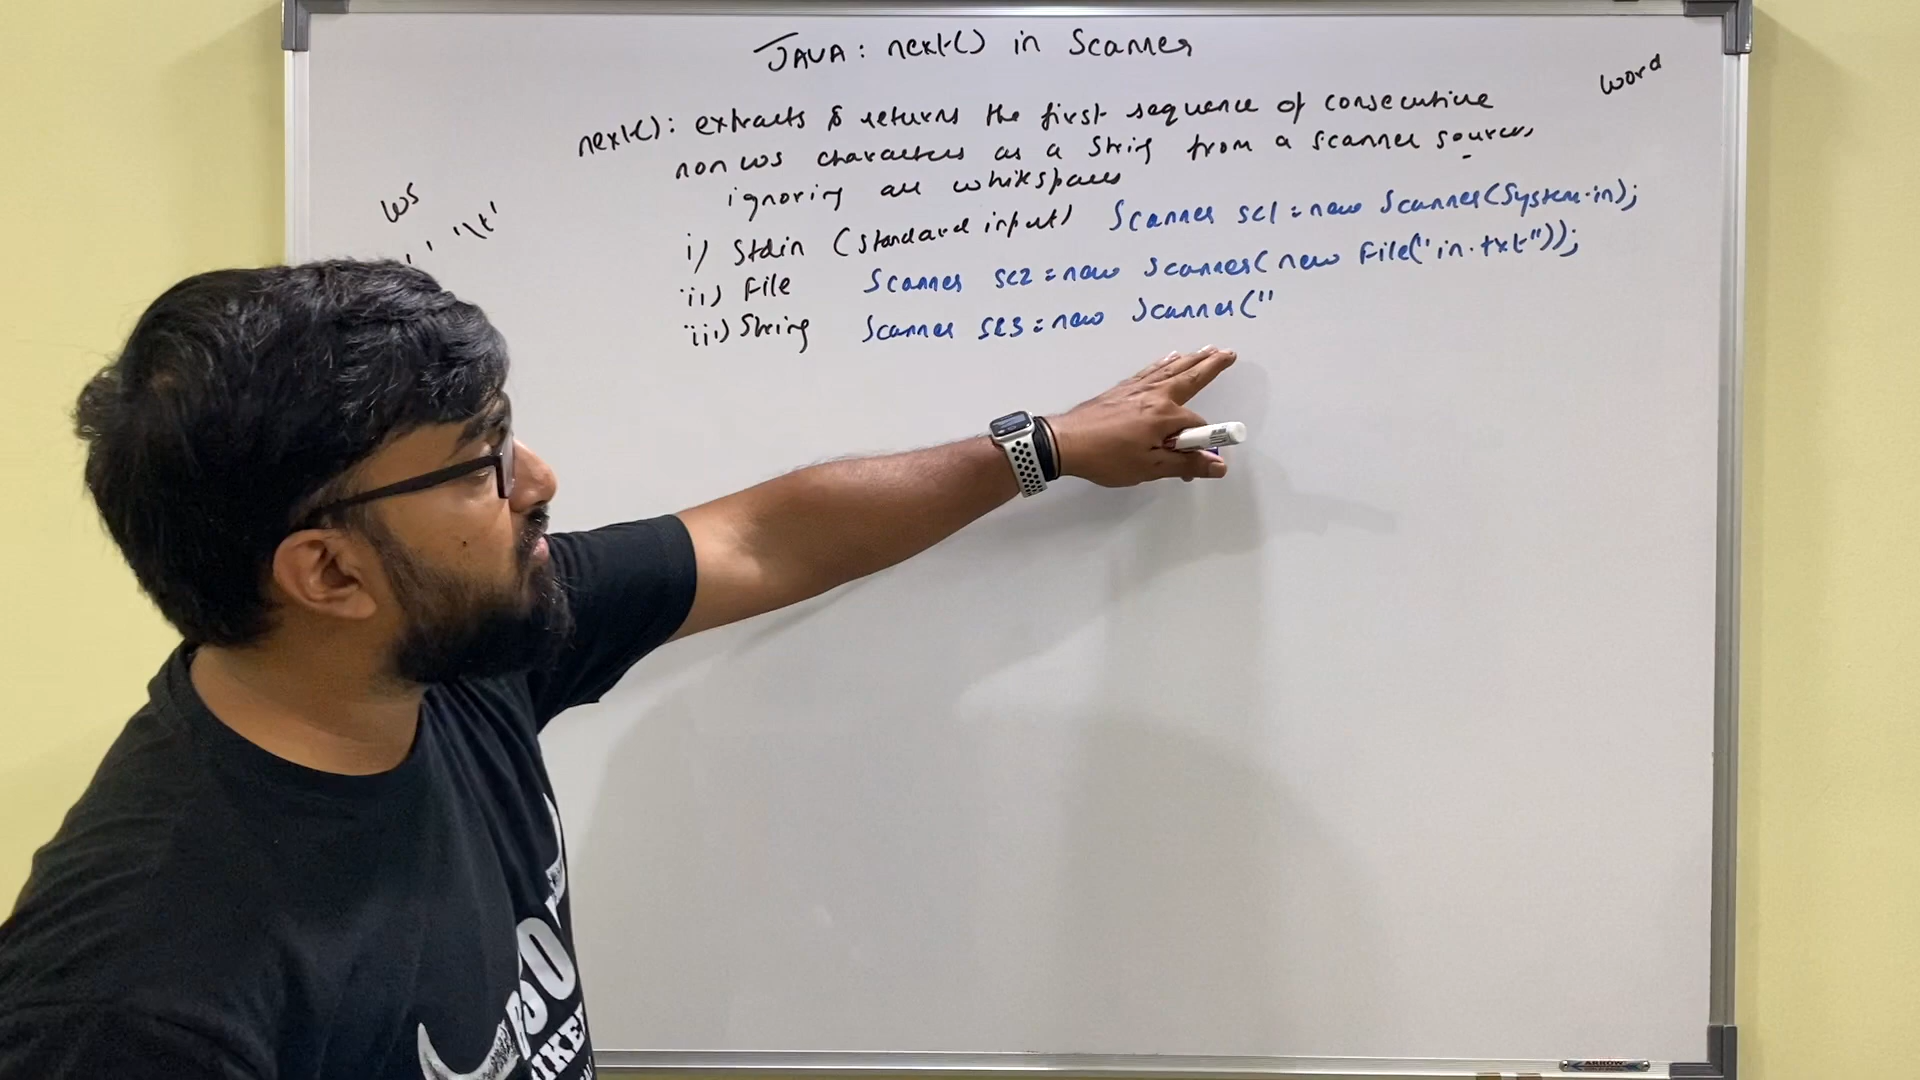 JAVA: next() in Scanner
word
next(): extracts & returns the first sequence of consecutive
non ws characters as a String from a scanner source,
ignoring all whitespaces
ws
' ' '\t'
i) Stdin (standard input) Scanner sc1 = new Scanner(System.in);
ii) File Scanner sc2 = new Scanner(new File("in.txt"));
iii) String Scanner sc3 = new Scanner("
ARROW